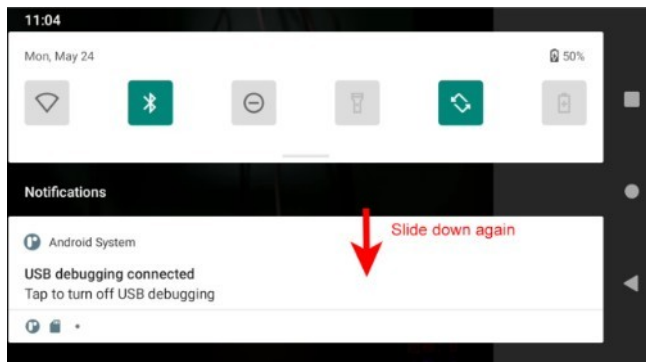 11:04
Mon, May 24
50%
Notifications
Slide down again
Android System
USB debugging connected
Tap to turn off USB debugging